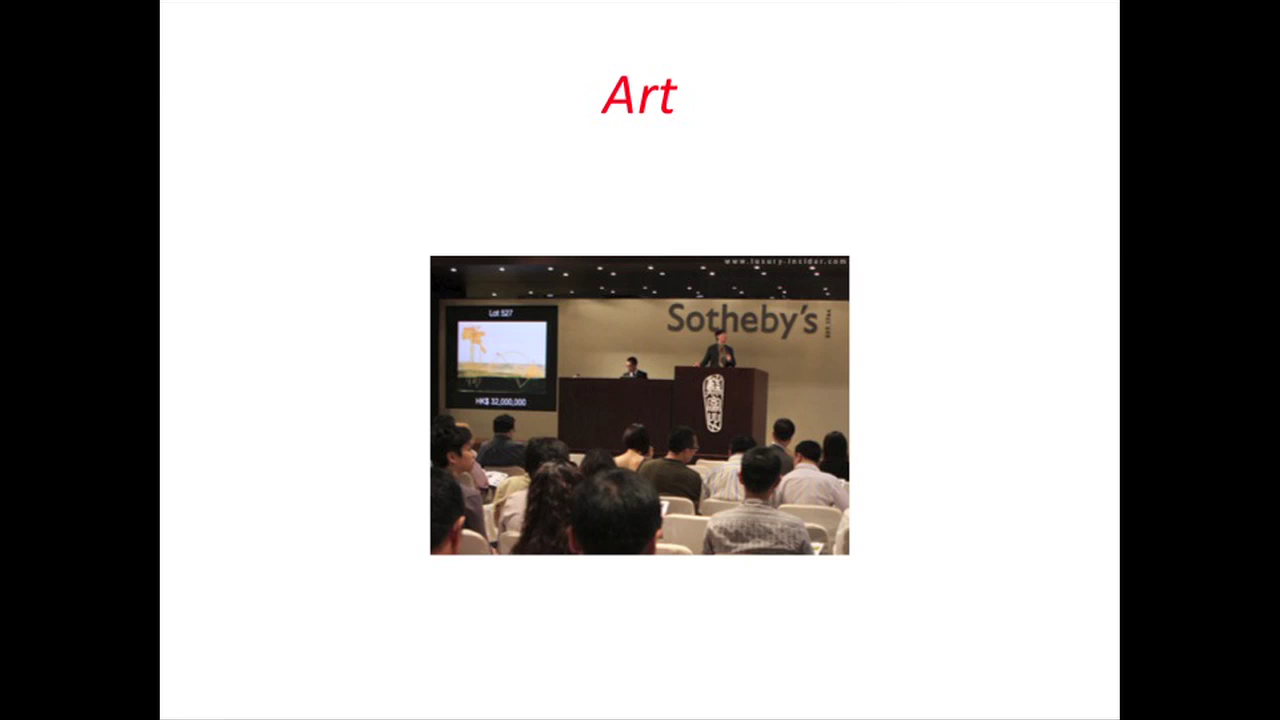 Art
www.luxury-insider.com
Lot 527
Sotheby's
HK$ 32,000,000